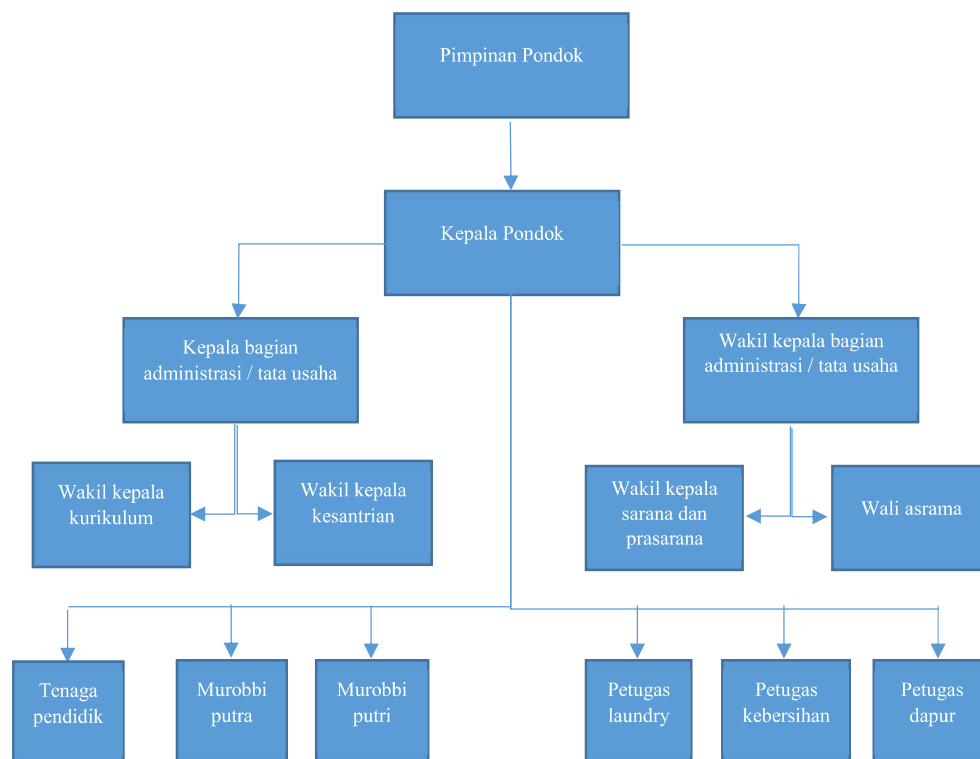 Pimpinan Pondok
Kepala Pondok
Kepala bagian
administrasi / tata usaha
Wakil kepala bagian
administrasi / tata usaha
Wakil kepala
kurikulum
Wakil kepala
kesantrian
Wakil kepala
sarana dan
prasarana
Wali asrama
Tenaga
pendidik
Murobbi
putra
Murobbi
putri
Petugas
laundry
Petugas
kebersihan
Petugas
dapur